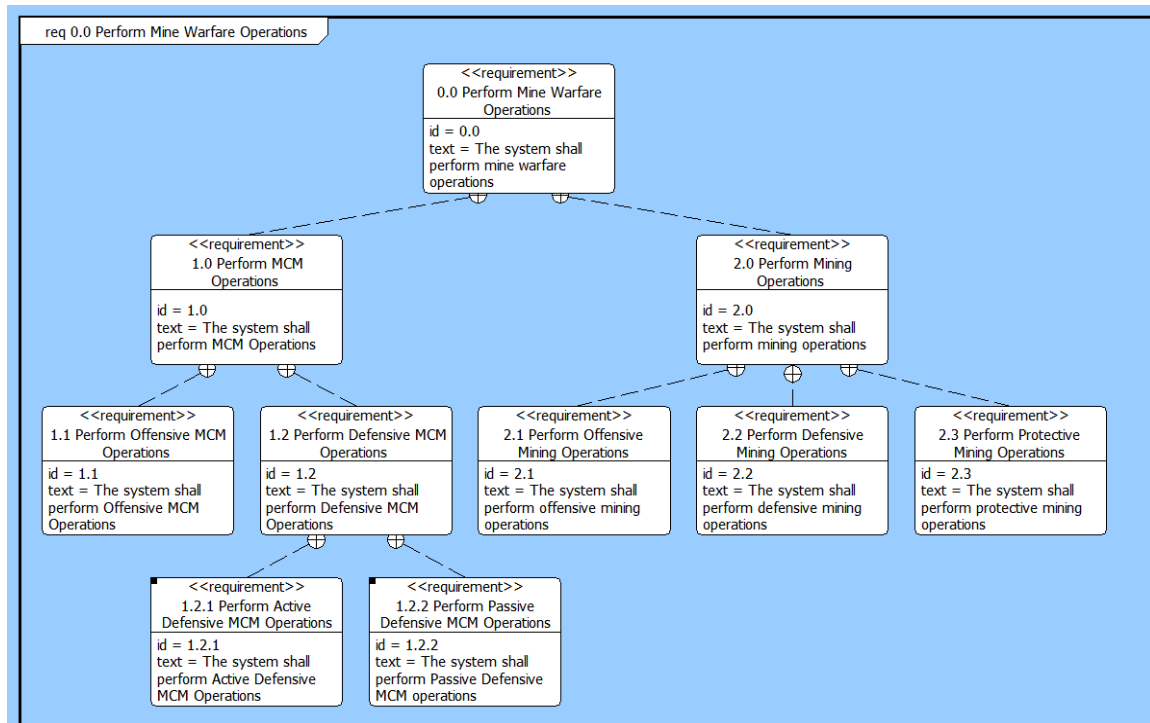 req 0.0 Perform Mine Warfare Operations
<<requirement>>
0.0 Perform Mine Warfare
Operations
id = 0.0
text = The system shall
perform mine warfare
operations
<<requirement>>
1.0 Perform MCM
Operations
id = 1.0
text = The system shall
perform MCM Operations
<<requirement>>
2.0 Perform Mining
Operations
id = 2.0
text = The system shall
perform mining operations
<<requirement>>
1.1 Perform Offensive MCM
Operations
id = 1.1
text = The system shall
perform Offensive MCM
Operations
<<requirement>>
1.2 Perform Defensive MCM
Operations
id = 1.2
text = The system shall
perform Defensive MCM
Operations
<<requirement>>
2.1 Perform Offensive
Mining Operations
id = 2.1
text = The system shall
perform offensive mining
operations
<<requirement>>
2.2 Perform Defensive
Mining Operations
id = 2.2
text = The system shall
perform defensive mining
operations
<<requirement>>
2.3 Perform Protective
Mining Operations
id = 2.3
text = The system shall
perform protective mining
operations
<<requirement>>
1.2.1 Perform Active
Defensive MCM Operations
id = 1.2.1
text = The system shall
perform Active Defensive
MCM Operations
<<requirement>>
1.2.2 Perform Passive
Defensive MCM Operations
id = 1.2.2
text = The system shall
perform Passive Defensive
MCM operations